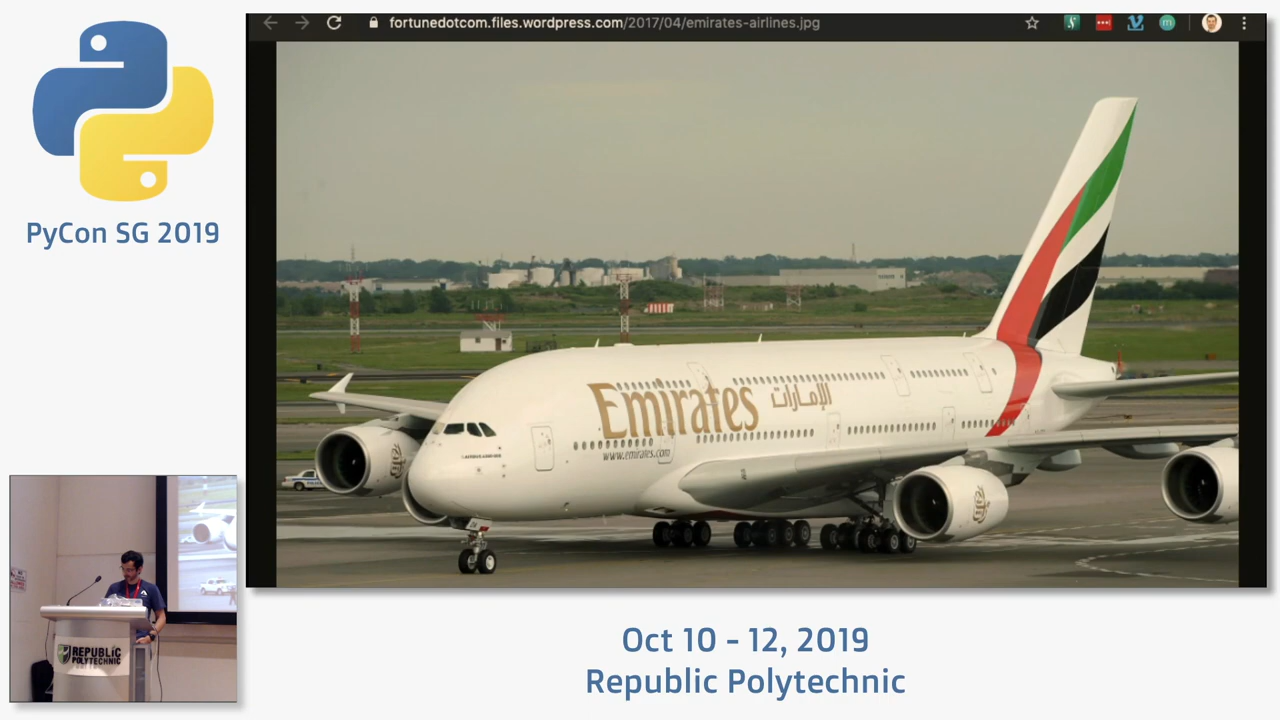 PyCon SG 2019
fortunedotcom.files.wordpress.com/2017/04/emirates-airlines.jpg
Emirates الإمارات
www.emirates.com
REPUBLIC
POLYTECHNIC
Oct 10 - 12, 2019
Republic Polytechnic